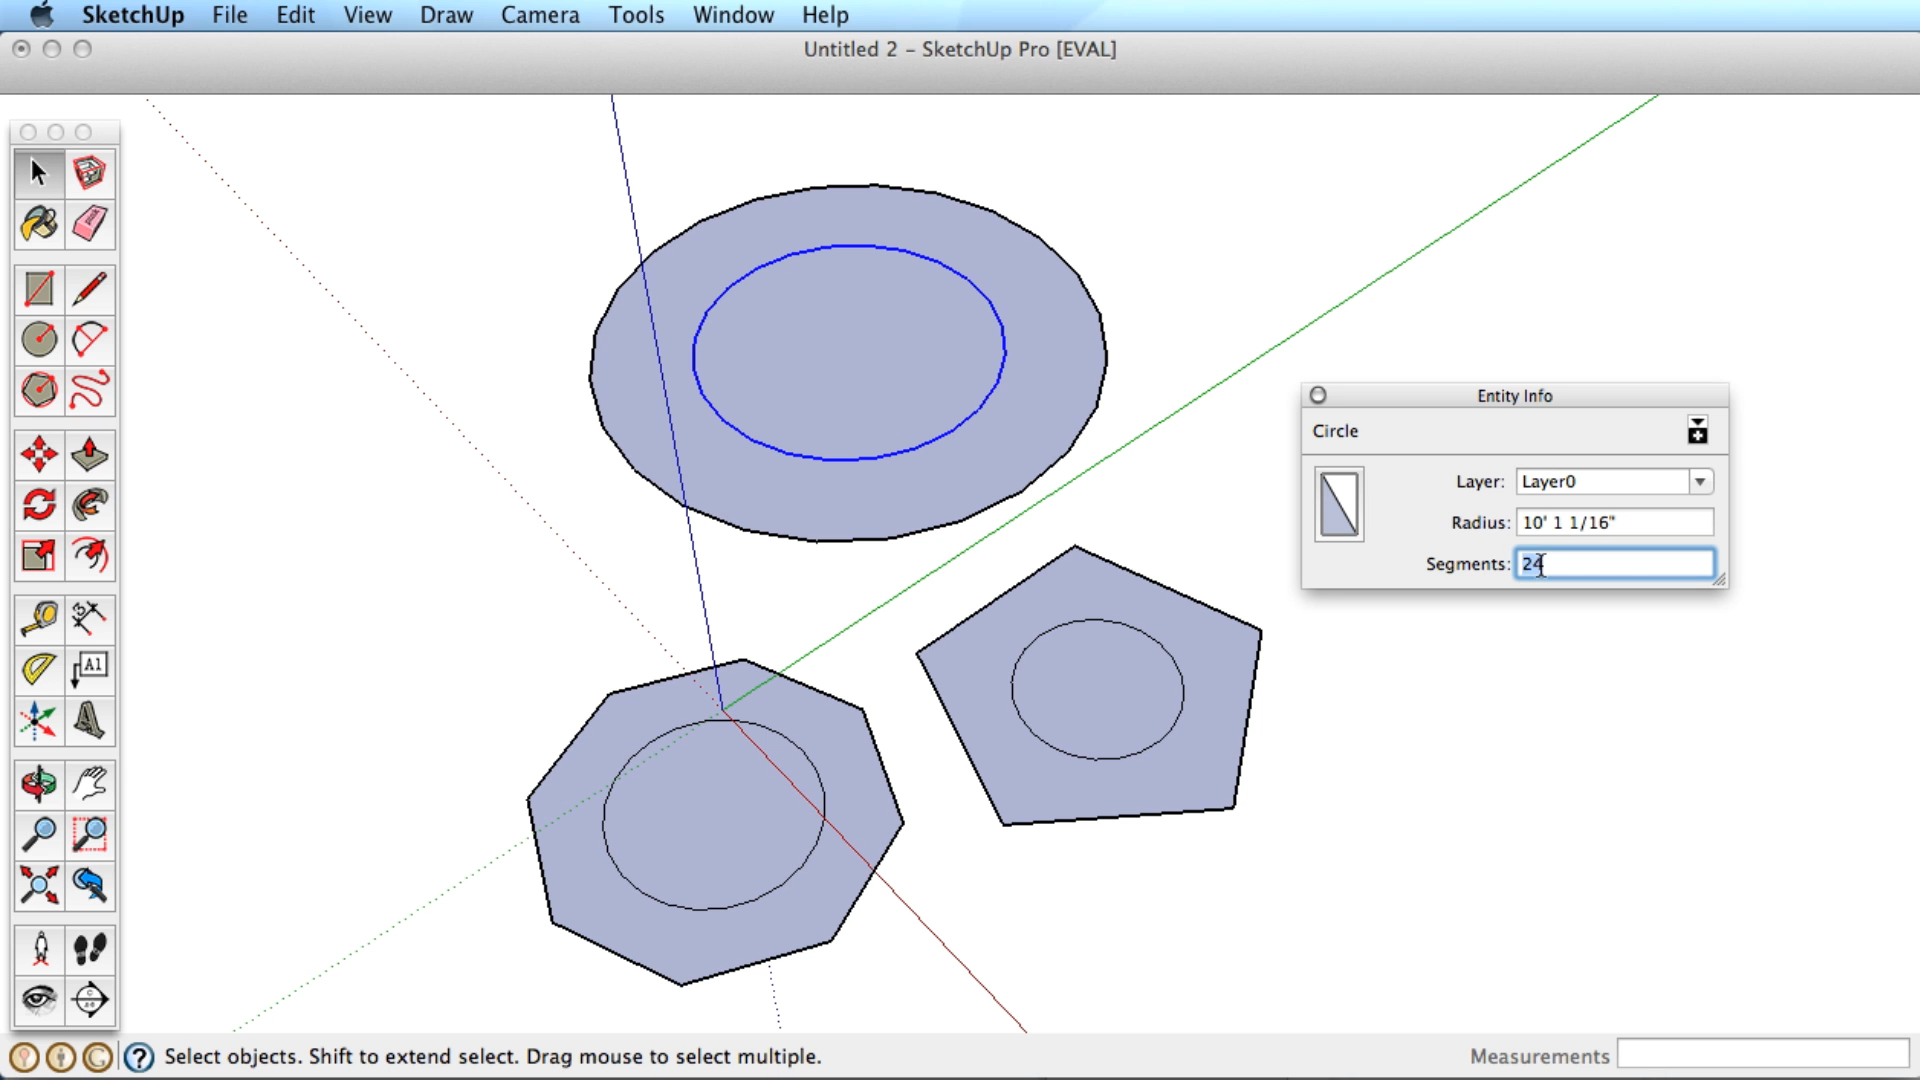 SketchUp File Edit View Draw Camera Tools Window Help
Untitled 2 – SketchUp Pro [EVAL]
A1
Entity Info
Circle
Layer: Layer0
Radius: 10' 1 1/16"
Segments: 24
Select objects. Shift to extend select. Drag mouse to select multiple.
Measurements